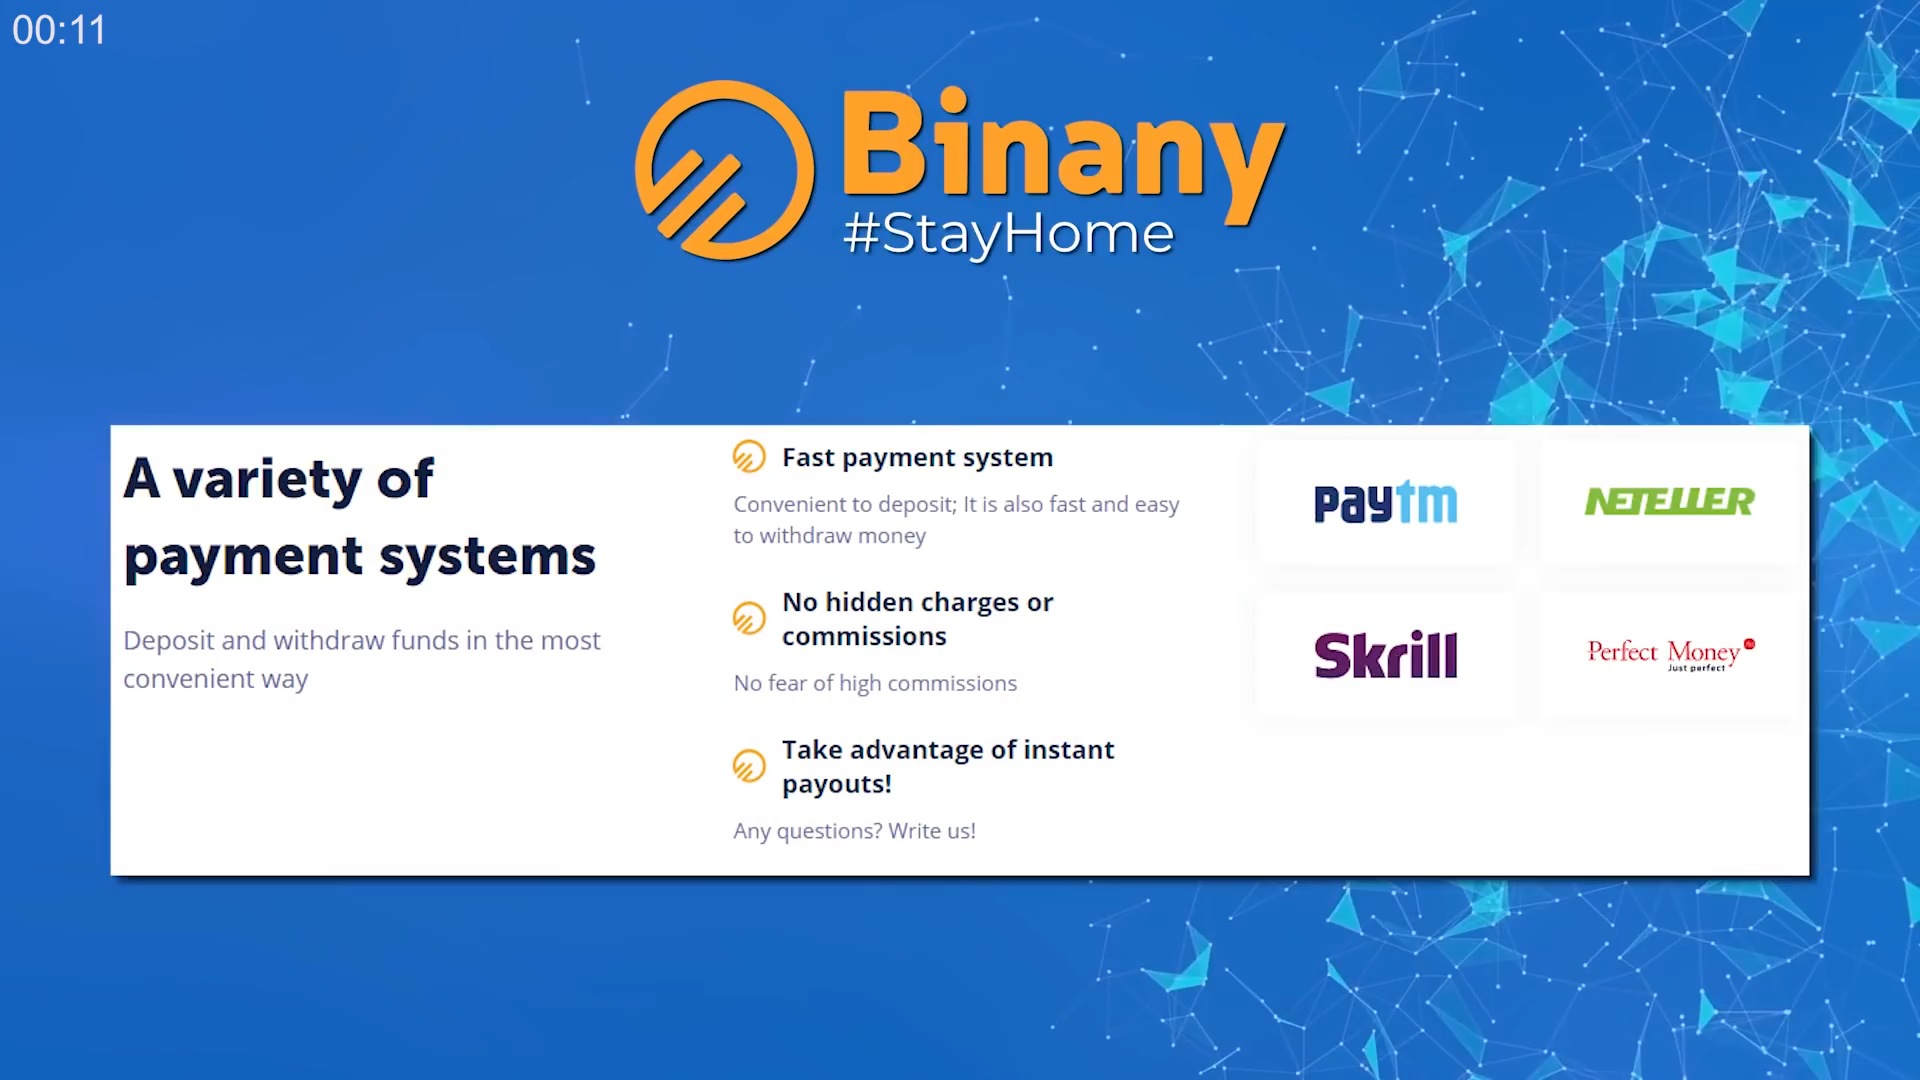 00:11
Binany
#StayHome
A variety of
payment systems
Deposit and withdraw funds in the most
convenient way
Fast payment system
Convenient to deposit; It is also fast and easy
to withdraw money
No hidden charges or
commissions
No fear of high commissions
Take advantage of instant
payouts!
Any questions? Write us!
paytm
NETELLER
Skrill
Perfect Money
Just perfect